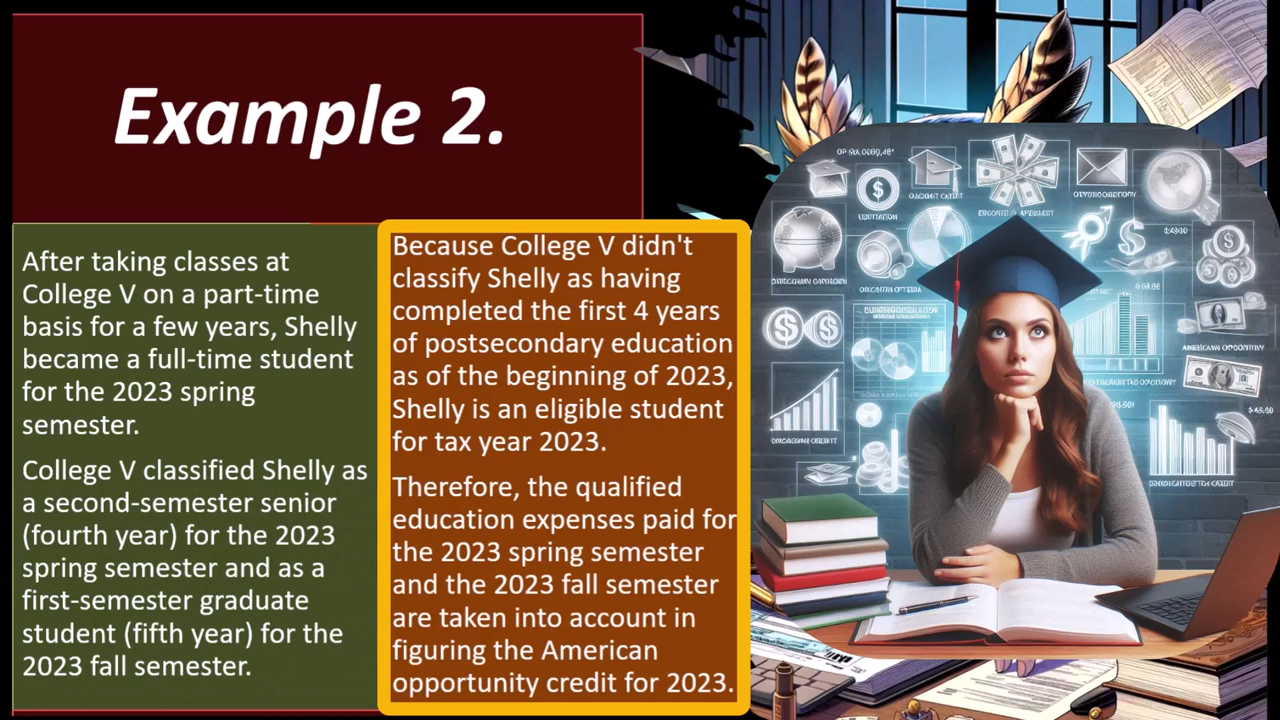 Example 2.
After taking classes at
College V on a part-time
basis for a few years, Shelly
became a full-time student
for the 2023 spring
semester.
College V classified Shelly as
a second-semester senior
(fourth year) for the 2023
spring semester and as a
first-semester graduate
student (fifth year) for the
2023 fall semester.
Because College V didn't
classify Shelly as having
completed the first 4 years
of postsecondary education
as of the beginning of 2023,
Shelly is an eligible student
for tax year 2023.
Therefore, the qualified
education expenses paid for
the 2023 spring semester
and the 2023 fall semester
are taken into account in
figuring the American
opportunity credit for 2023.